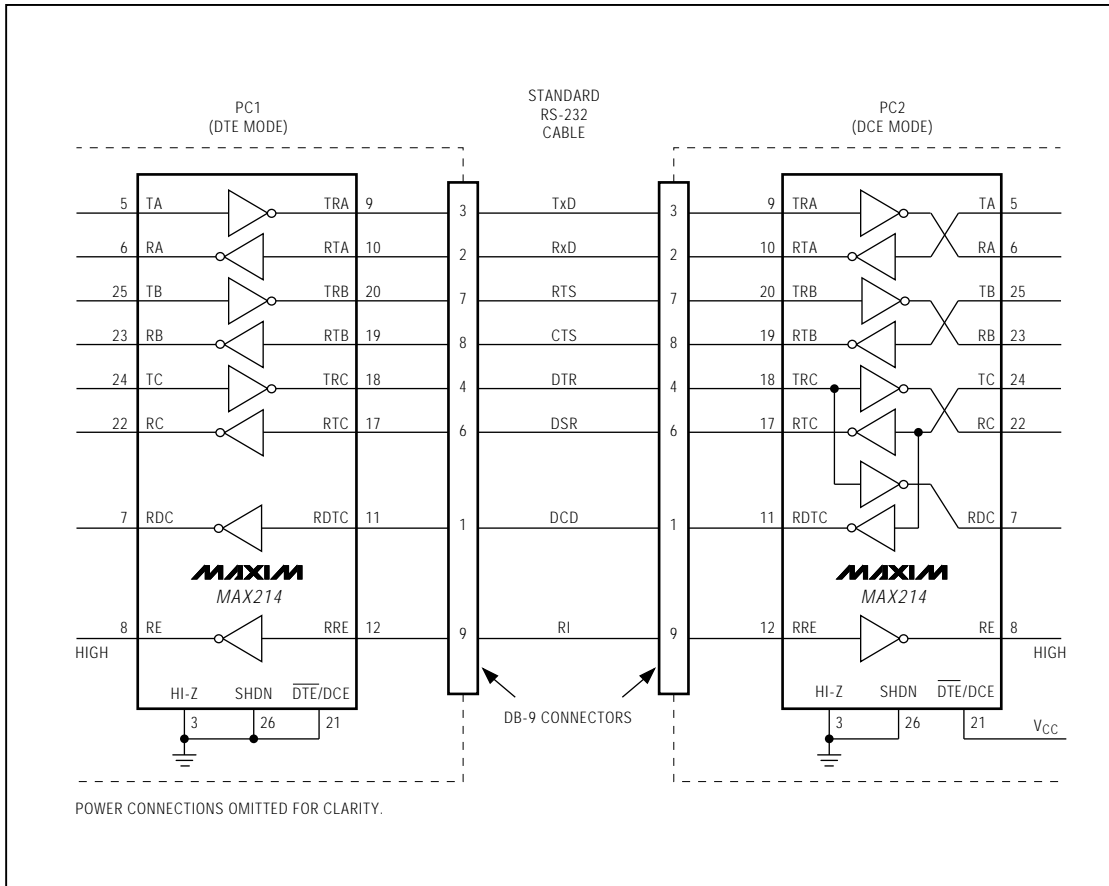 PC1
(DTE MODE)
STANDARD
RS-232
CABLE
PC2
(DCE MODE)
5 TA TRA 9 3 TxD 3 9 TRA TA 5
6 RA RTA 10 2 RxD 2 10 RTA RA 6
25 TB TRB 20 7 RTS 7 20 TRB TB 25
23 RB RTB 19 8 CTS 8 19 RTB RB 23
24 TC TRC 18 4 DTR 4 18 TRC TC 24
22 RC RTC 17 6 DSR 6 17 RTC RC 22
7 RDC RDTC 11 1 DCD 1 11 RDTC RDC 7
MAXIM MAXIM
MAX214 MAX214
8 RE RRE 12 9 RI 9 12 RRE RE 8
HIGH HIGH
HI-Z SHDN DTE/DCE HI-Z SHDN DTE/DCE
3 26 21 DB-9 CONNECTORS 3 26 21 VCC
POWER CONNECTIONS OMITTED FOR CLARITY.